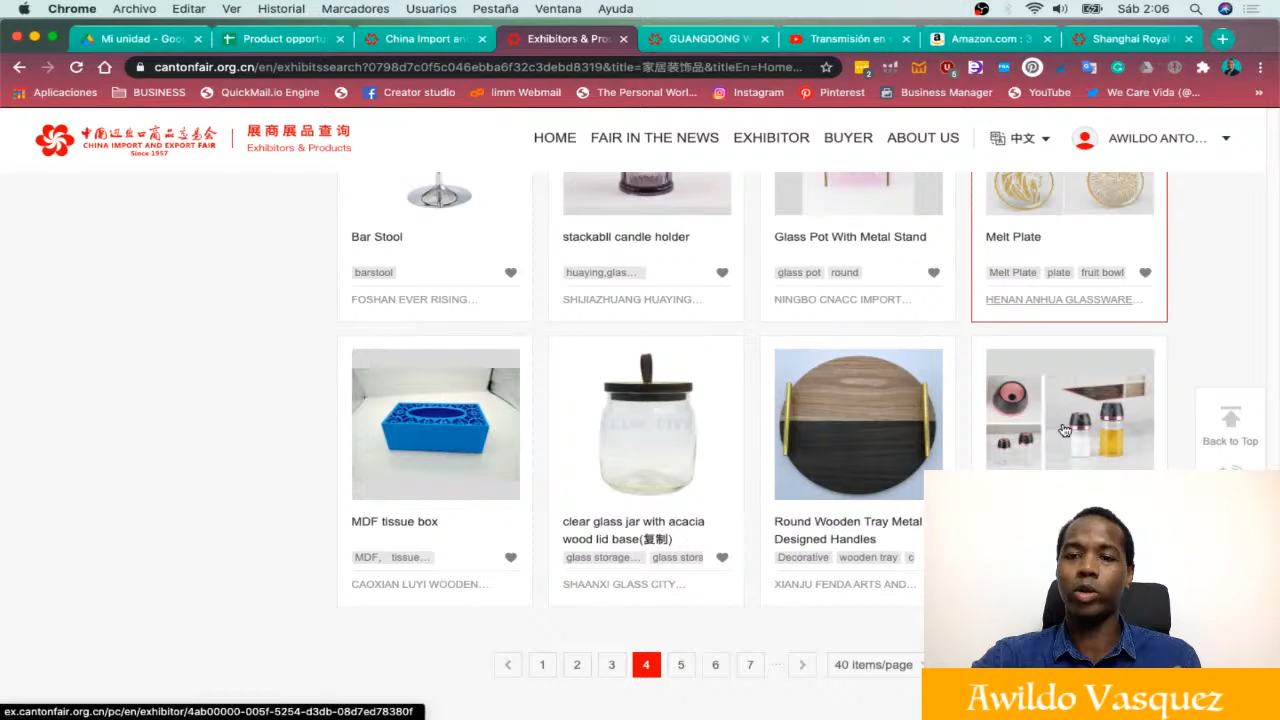 Chrome Archivo Editar Ver Historial Marcadores Usuarios Pestaña Ventana Ayuda Sáb 2:06
Mi unidad - Goo Product opportu China Import an Exhibitors & Pro GUANGDONG W Transmisión en Amazon.com : 3 Shanghai Royal
cantonfair.org.cn/en/exhibitssearch?0798d7c0f5c046ebba6f32c3debd8319&title=家居装饰品&titleEn=Home...
Aplicaciones BUSINESS QuickMail.io Engine Creator studio limm Webmail The Personal Wor... Instagram Pinterest Business Manager YouTube We Care Vida (@... »
中国进出口商品交易会
CHINA IMPORT AND EXPORT FAIR
Since 1957
展商展品查询
Exhibitors & Products
HOME FAIR IN THE NEWS EXHIBITOR BUYER ABOUT US 中文 AWILDO ANTO...
Bar Stool stackabll candle holder Glass Pot With Metal Stand Melt Plate
barstool huying,glas... glass pot round Melt Plate plate fruit bowl
FOSHAN EVER RISING... SHIJIAZHUANG HUAYING... NINGBO CNACC IMPORT... HENAN ANHUA GLASSWARE...
Back to Top
MDF tissue box clear glass jar with acacia Round Wooden Tray Metal
wood lid base(复制) Designed Handles
MDF, tissue... glass storage... glass stora Decorative wooden tray c
CAOXIAN LUYI WOODEN... SHAANXI GLASS CITY... XIANJU FENDA ARTS AND...
< 1 2 3 4 5 6 7 ... > 40 items/page
ex.cantonfair.org.cn/pc/en/exhibitor/4ab00000-005f-5254-d3db-08d7ed78380f
Awildo Vasquez